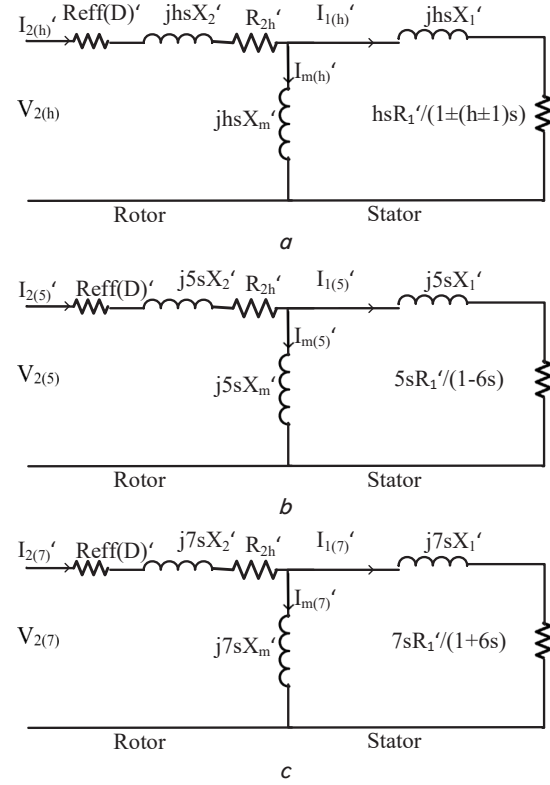 I2(h)‘ Reff(D)‘ jhsX2‘ R2h‘ I1(h)‘ jhsX1‘
Im(h)‘
V2(h) jhsXm‘ hsR1‘/(1±(h±1)s)
Rotor Stator
a
I2(5)‘ Reff(D)‘ j5sX2‘ R2h‘ I1(5)‘ j5sX1‘
Im(5)‘
V2(5) j5sXm‘ 5sR1‘/(1-6s)
Rotor Stator
b
I2(7)‘ Reff(D)‘ j7sX2‘ R2h‘ I1(7)‘ j7sX1‘
Im(7)‘
V2(7) j7sXm‘ 7sR1‘/(1+6s)
Rotor Stator
c